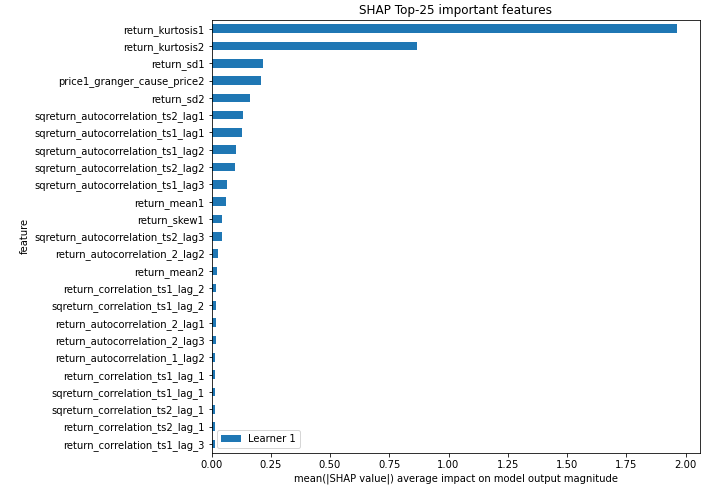 SHAP Top-25 important features
return_kurtosis1
return_kurtosis2
return_sd1
price1_granger_cause_price2
return_sd2
sqreturn_autocorrelation_ts2_lag1
sqreturn_autocorrelation_ts1_lag1
sqreturn_autocorrelation_ts1_lag2
sqreturn_autocorrelation_ts2_lag2
sqreturn_autocorrelation_ts1_lag3
return_mean1
return_skew1
sqreturn_autocorrelation_ts2_lag3
return_autocorrelation_2_lag2
return_mean2
return_correlation_ts1_lag_2
sqreturn_correlation_ts1_lag_2
return_autocorrelation_2_lag1
return_autocorrelation_2_lag3
return_autocorrelation_1_lag2
return_correlation_ts1_lag_1
sqreturn_correlation_ts1_lag_1
sqreturn_correlation_ts2_lag_1
return_correlation_ts2_lag_1
return_correlation_ts1_lag_3
feature
Learner 1
0.00 0.25 0.50 0.75 1.00 1.25 1.50 1.75 2.00
mean(|SHAP value|) average impact on model output magnitude